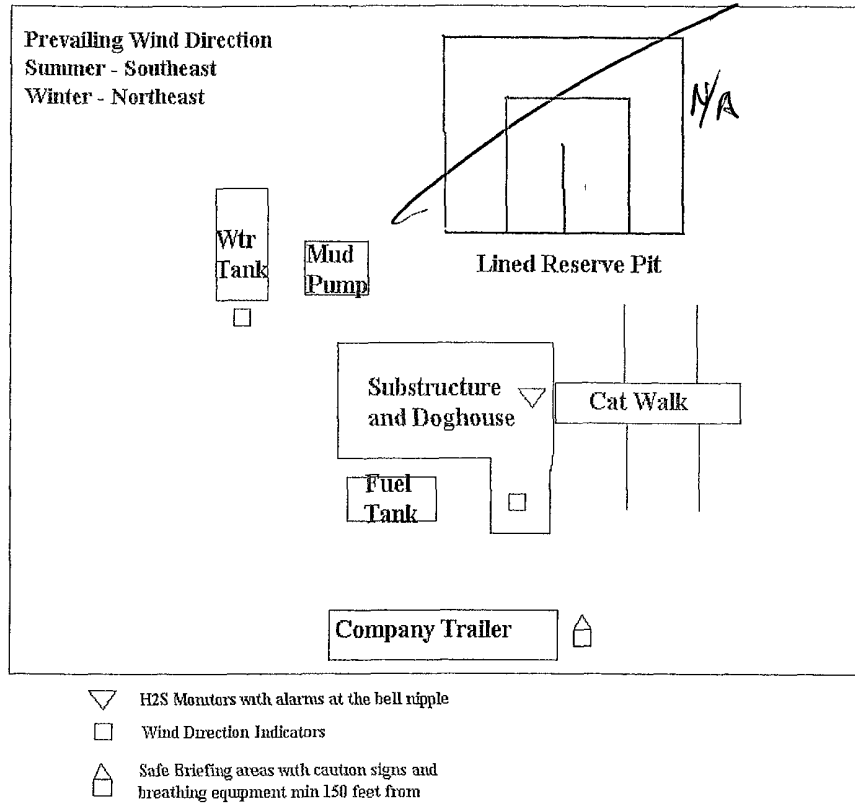 Prevailing Wind Direction
Summer - Southeast
Winter - Northeast
N/A
Wtr
Tank
Mud
Pump
Lined Reserve Pit
Substructure
and Doghouse
Cat Walk
Fuel
Tank
Company Trailer
H2S Monitors with alarms at the bell nipple
Wind Direction Indicators
Safe Briefing areas with caution signs and
breathing equipment min 150 feet from